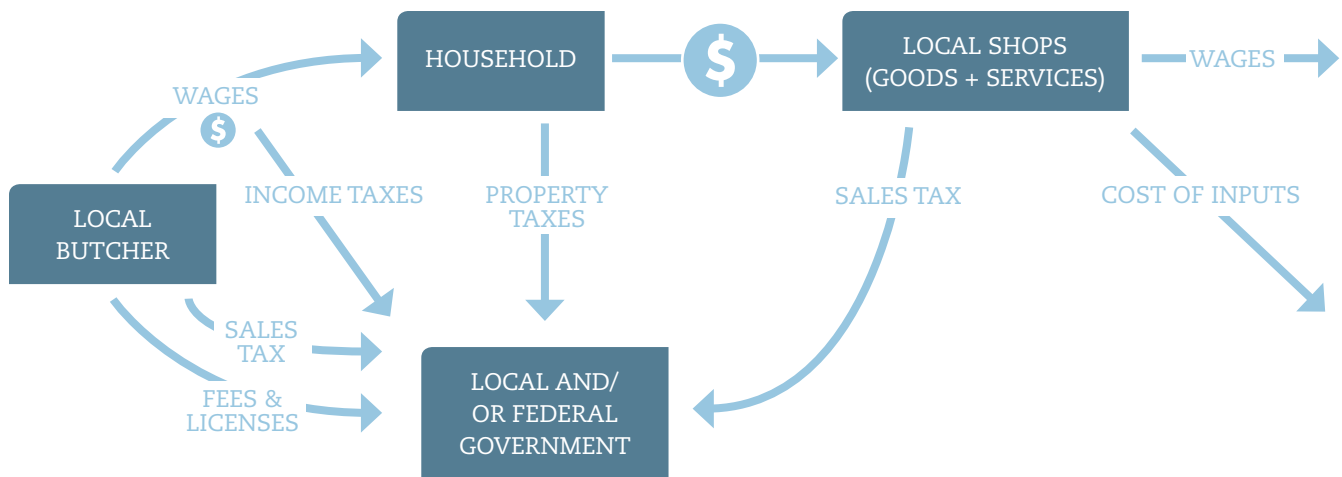 HOUSEHOLD
$
LOCAL SHOPS
(GOODS + SERVICES)
WAGES
WAGES
$
LOCAL
BUTCHER
INCOME TAXES
PROPERTY
TAXES
SALES TAX
COST OF INPUTS
SALES
TAX
FEES &
LICENSES
LOCAL AND/
OR FEDERAL
GOVERNMENT